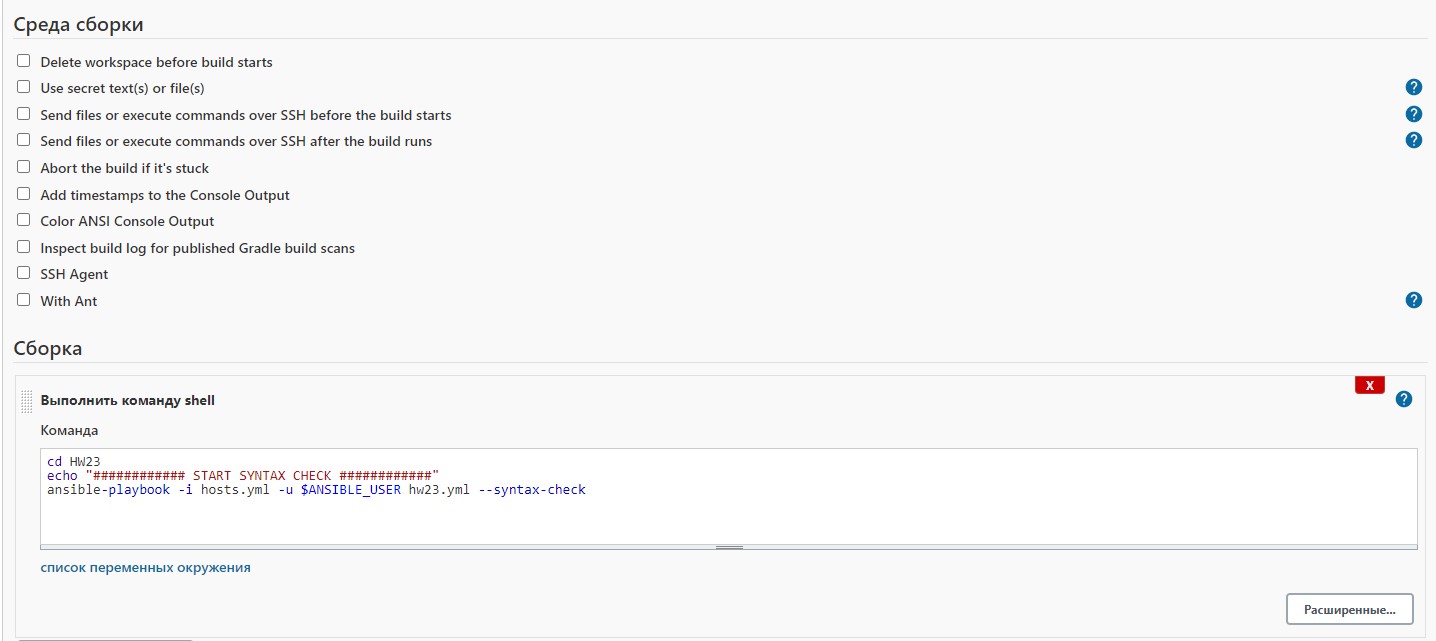 Среда сборки
Delete workspace before build starts
Use secret text(s) or file(s)
?
Send files or execute commands over SSH before the build starts
?
Send files or execute commands over SSH after the build runs
?
Abort the build if it's stuck
Add timestamps to the Console Output
Color ANSI Console Output
Inspect build log for published Gradle build scans
SSH Agent
With Ant
?
Сборка
X
Выполнить команду shell
?
Команда
cd HW23
echo "############ START SYNTAX CHECK ############"
ansible-playbook -i hosts.yml -u $ANSIBLE_USER hw23.yml --syntax-check
список переменных окружения
Расширенные...